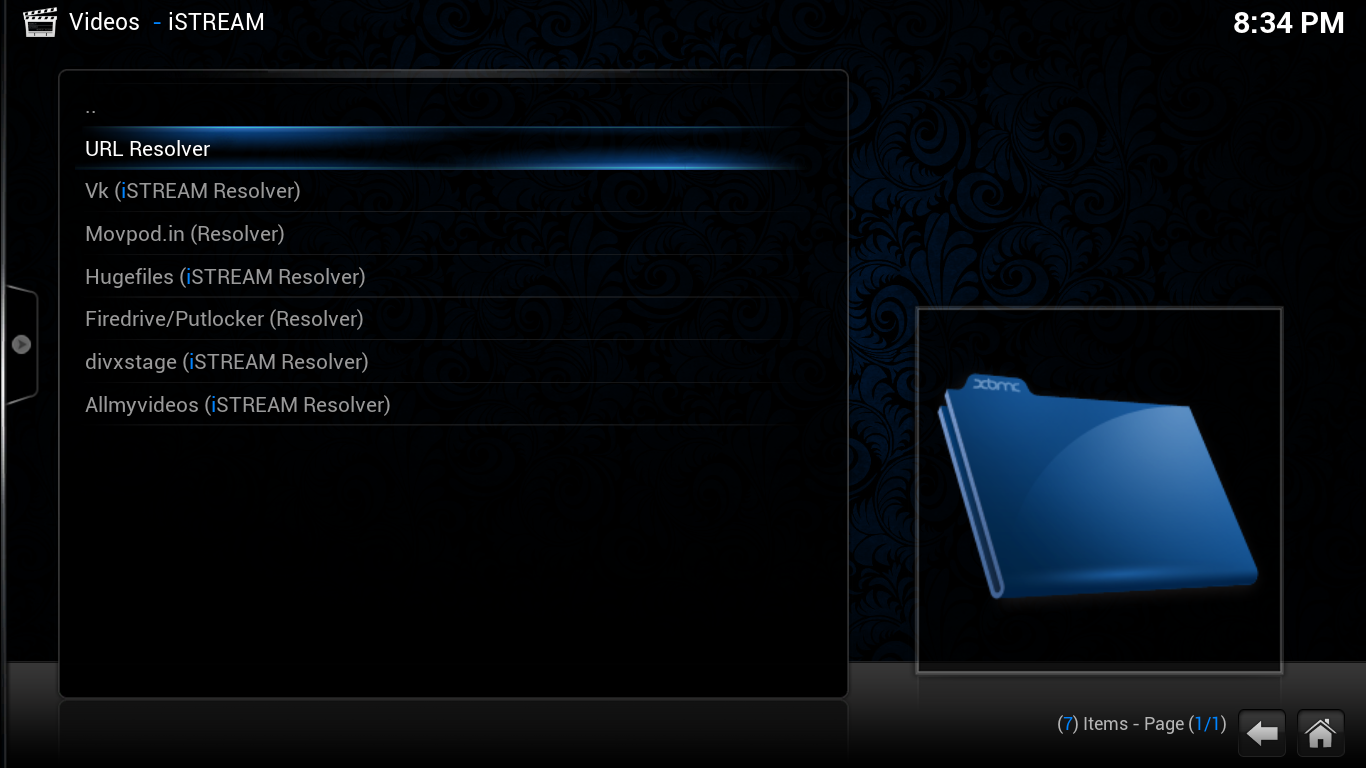 Videos - iSTREAM
8:34 PM
..
URL Resolver
Vk (iSTREAM Resolver)
Movpod.in (Resolver)
Hugefiles (iSTREAM Resolver)
Firedrive/Putlocker (Resolver)
divxstage (iSTREAM Resolver)
Allmyvideos (iSTREAM Resolver)
xbmc
(7) Items - Page (1/1)